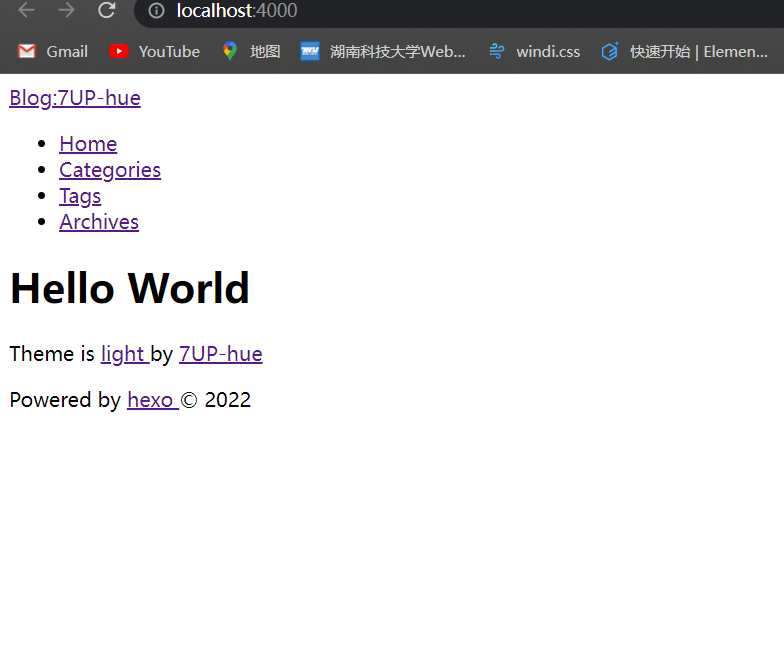 localhost:4000
Gmail YouTube 地图 湖南科技大学Web... windi.css 快速开始 | Elemen...
Blog:7UP-hue
Home
Categories
Tags
Archives
Hello World
Theme is light by 7UP-hue
Powered by hexo © 2022